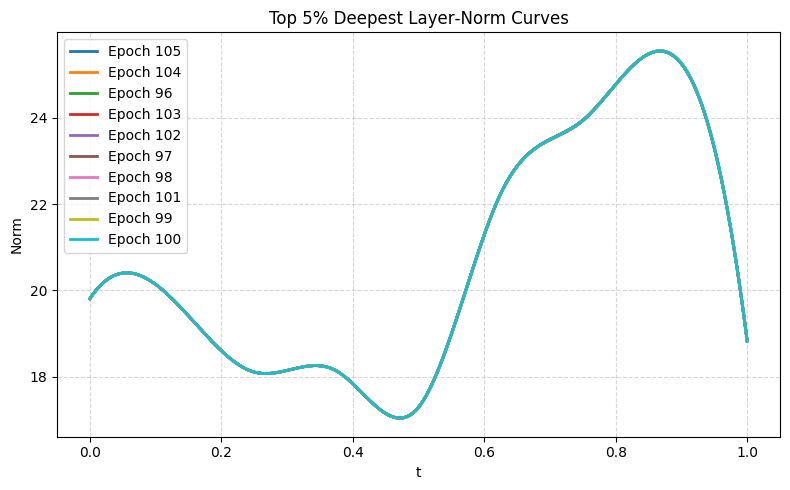 Top 5% Deepest Layer-Norm Curves
Epoch 105
Epoch 104
Epoch 96
Epoch 103
Epoch 102
Epoch 97
Epoch 98
Epoch 101
Epoch 99
Epoch 100
Norm
24
22
20
18
0.0 0.2 0.4 0.6 0.8 1.0
t